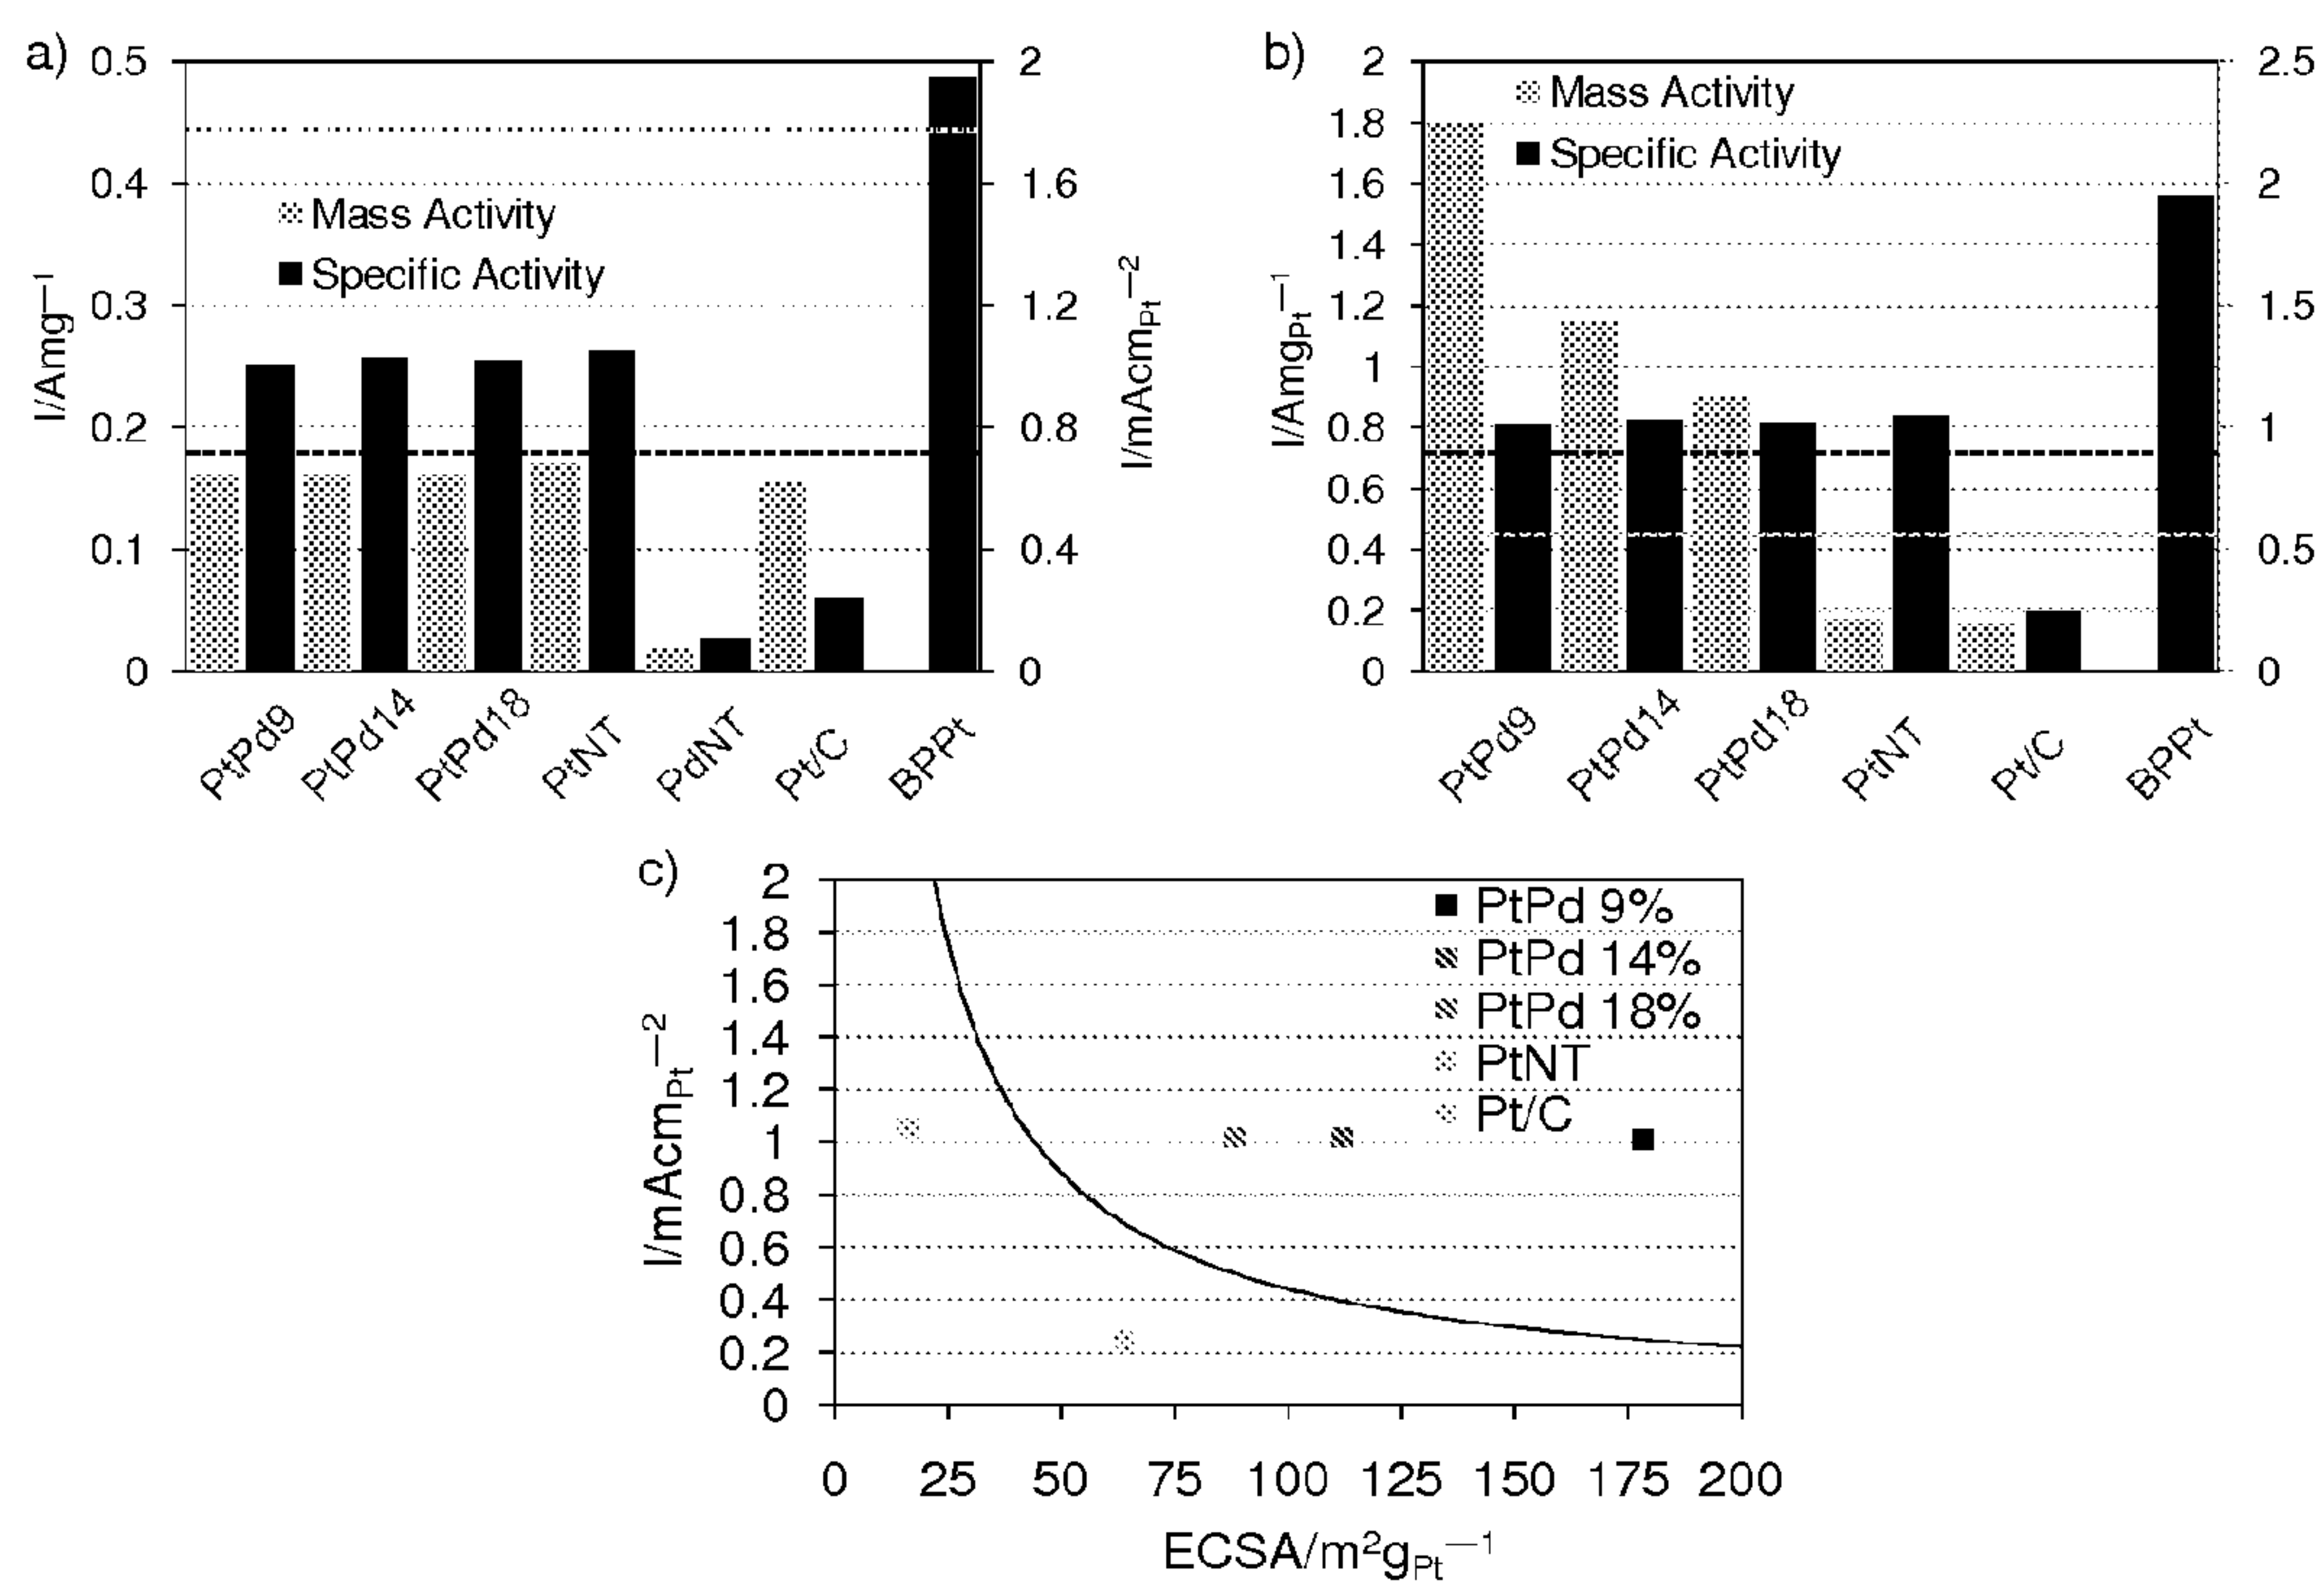 a)
0.5
0.4
0.3
0.2
0.1
0
I/Amg—1
Mass Activity
Specific Activity
2
1.6
1.2
0.8
0.4
0
I/mAcmPt—2
PtPd9
PtPd14
PtPd18
PtNT
PdNT
Pt/C
BPPt
b)
2
1.8
1.6
1.4
1.2
1
0.8
0.6
0.4
0.2
0
I/AmgPt—1
Mass Activity
Specific Activity
2.5
2
1.5
1
0.5
0
PtPd9
PtPd14
PtPd18
PtNT
Pt/C
BPPt
c)
2
1.8
1.6
1.4
1.2
1
0.8
0.6
0.4
0.2
0
I/mAcmPt—2
PtPd 9%
PtPd 14%
PtPd 18%
PtNT
Pt/C
0 25 50 75 100 125 150 175 200
ECSA/m²gPt—1